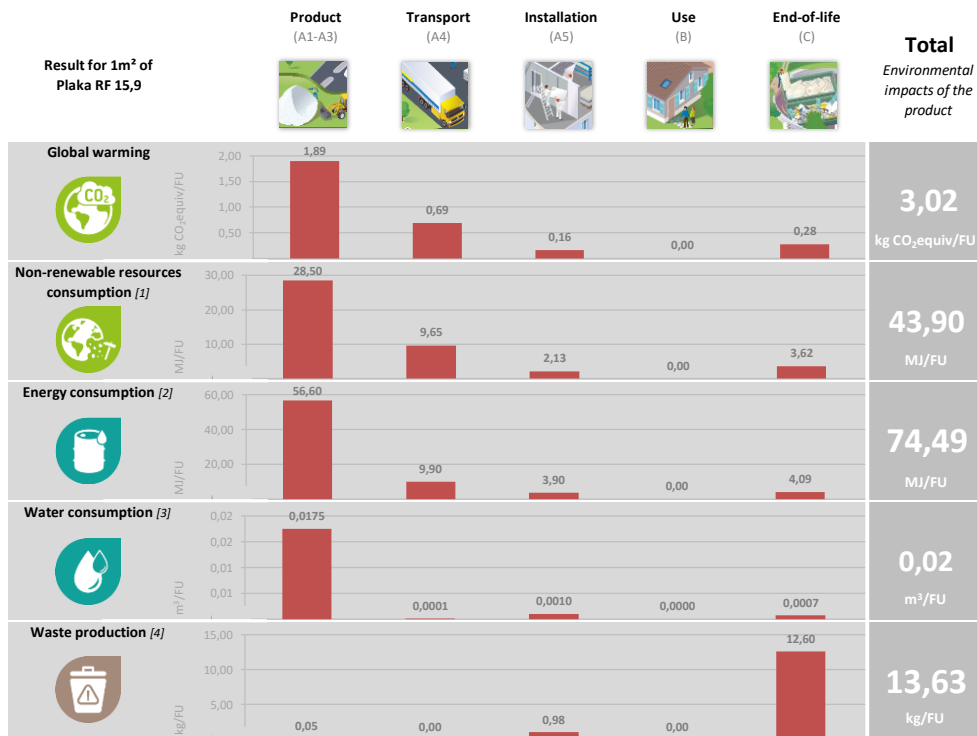 Product
(A1-A3)
Transport
(A4)
Installation
(A5)
Use
(B)
End-of-life
(C)
Result for 1m² of
Plaka RF 15,9
Total
Environmental
impacts of the
product
Global warming
CO₂
kg CO₂equiv/FU
2,00
1,50
1,00
0,50
1,89
0,69
0,16
0,00
0,28
3,02
kg CO₂equiv/FU
Non-renewable resources
consumption [1]
MJ/FU
30,00
20,00
10,00
28,50
9,65
2,13
0,00
3,62
43,90
MJ/FU
Energy consumption [2]
MJ/FU
60,00
40,00
20,00
56,60
9,90
3,90
0,00
4,09
74,49
MJ/FU
Water consumption [3]
m³/FU
0,02
0,02
0,01
0,01
0,0175
0,0001
0,0010
0,0000
0,0007
0,02
m³/FU
Waste production [4]
kg/FU
15,00
10,00
5,00
0,05
0,00
0,98
0,00
12,60
13,63
kg/FU